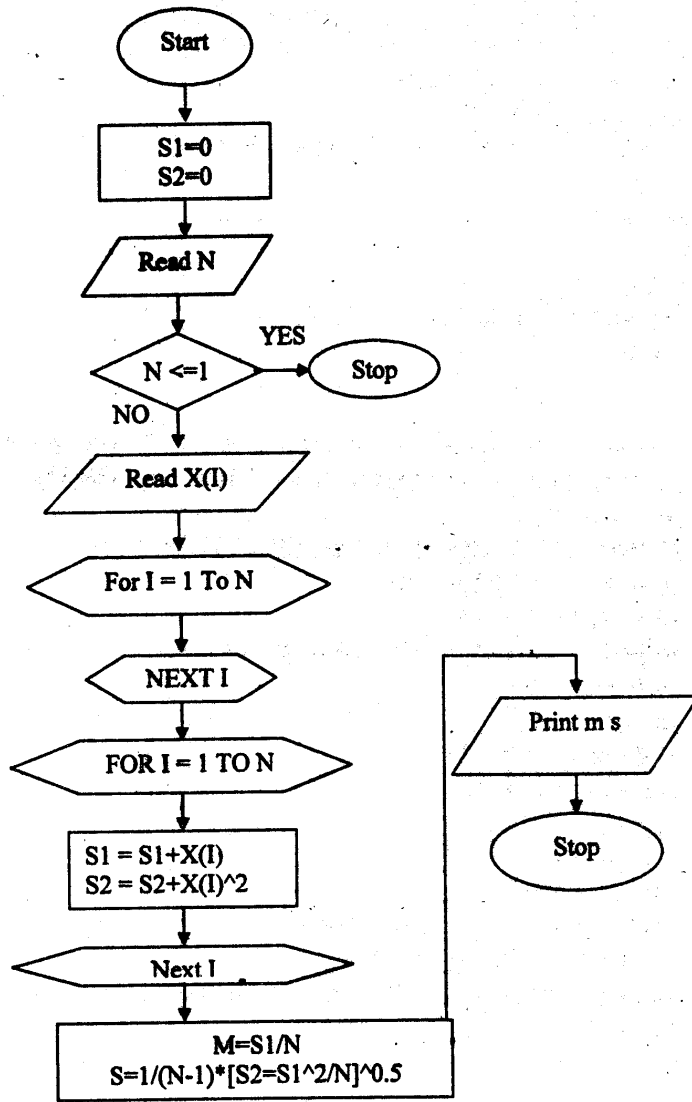 Start
S1=0
S2=0
Read N
N <=1
YES
Stop
NO
Read X(I)
For I = 1 To N
NEXT I
FOR I = 1 TO N
S1 = S1+X(I)
S2 = S2+X(I)^2
Next I
M=S1/N
S=1/(N-1)*[S2=S1^2/N]^0.5
Print m s
Stop